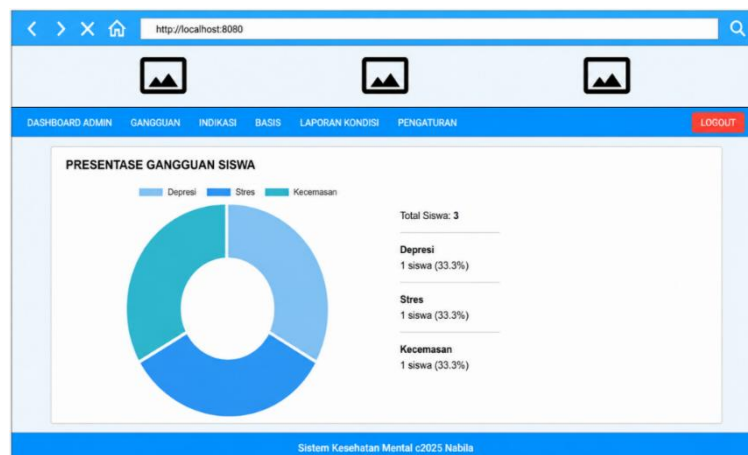 http://localhost:8080
DASHBOARD ADMIN GANGGUAN INDIKASI BASIS LAPORAN KONDISI PENGATURAN LOGOUT
PRESENTASE GANGGUAN SISWA
Depresi Stres Kecemasan
Total Siswa: 3
Depresi
1 siswa (33.3%)
Stres
1 siswa (33.3%)
Kecemasan
1 siswa (33.3%)
Sistem Kesehatan Mental c2025 Nabila